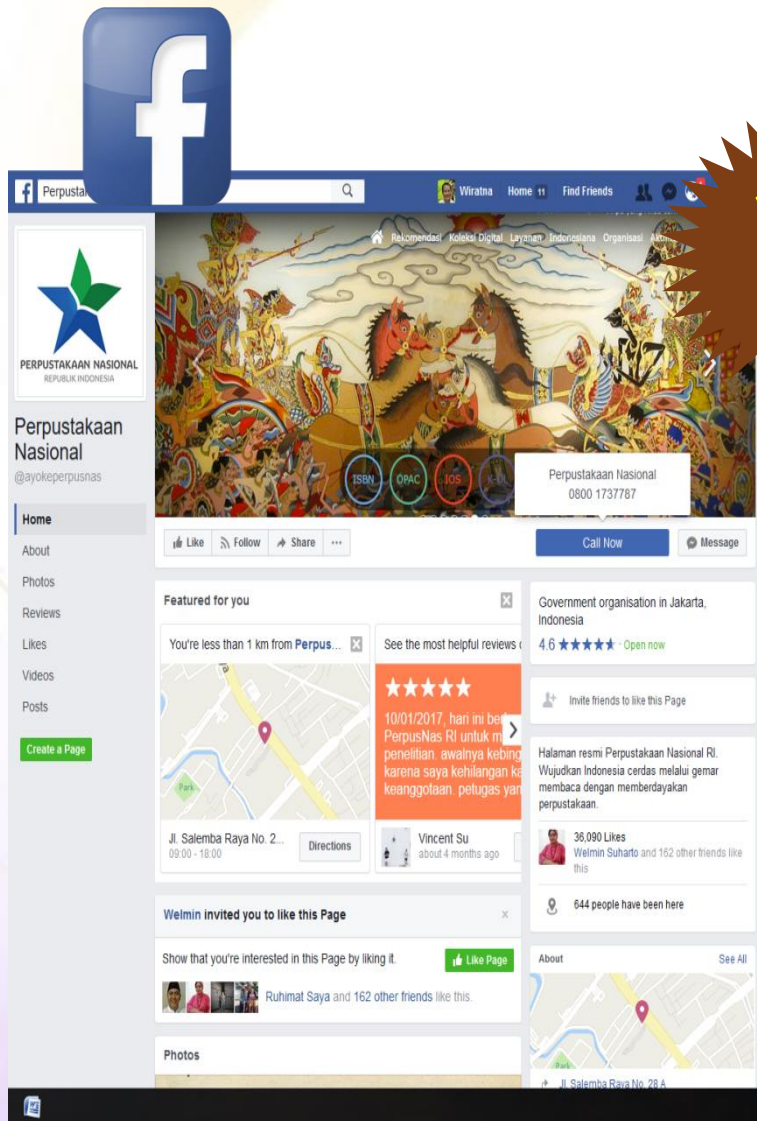 f
f
Wiratna Home 11 Find Friends
Rekomendasi Koleksi Digital Layanan Indonesiana Organisasi
PERPUSTAKAAN NASIONAL
REPUBLIK INDONESIA
Perpustakaan
Nasional
@ayokeperpusnas
Home
About
Photos
Reviews
Likes
Videos
Posts
Create a Page
ISBN OPAC IOS
Perpustakaan Nasional
0800 1737787
Like Follow Share ...
Call Now Message
Featured for you
You're less than 1 km from Perpus...
Park
Jl. Salemba Raya No. 2...
09:00 - 18:00
Directions
See the most helpful reviews
10/01/2017, hari ini
PerpusNas RI untuk
penelitian. awalnya
karena saya kehilangan
keanggotaan. petugas
Vincent Su
about 4 months ago
Welmin invited you to like this Page
Show that you're interested in this Page by liking it.
Like Page
Ruhimat Saya and 162 other friends like this.
Photos
Government organisation in Jakarta,
Indonesia
4.6 ★★★★★ · Open now
Invite friends to like this Page
Halaman resmi Perpustakaan Nasional RI.
Wujudkan Indonesia cerdas melalui gemar
membaca dengan memberdayakan
perpustakaan.
36,090 Likes
Welmin Suharto and 162 other friends like
this
644 people have been here
About See All
Park
Jl. Salemba Raya No. 28 A